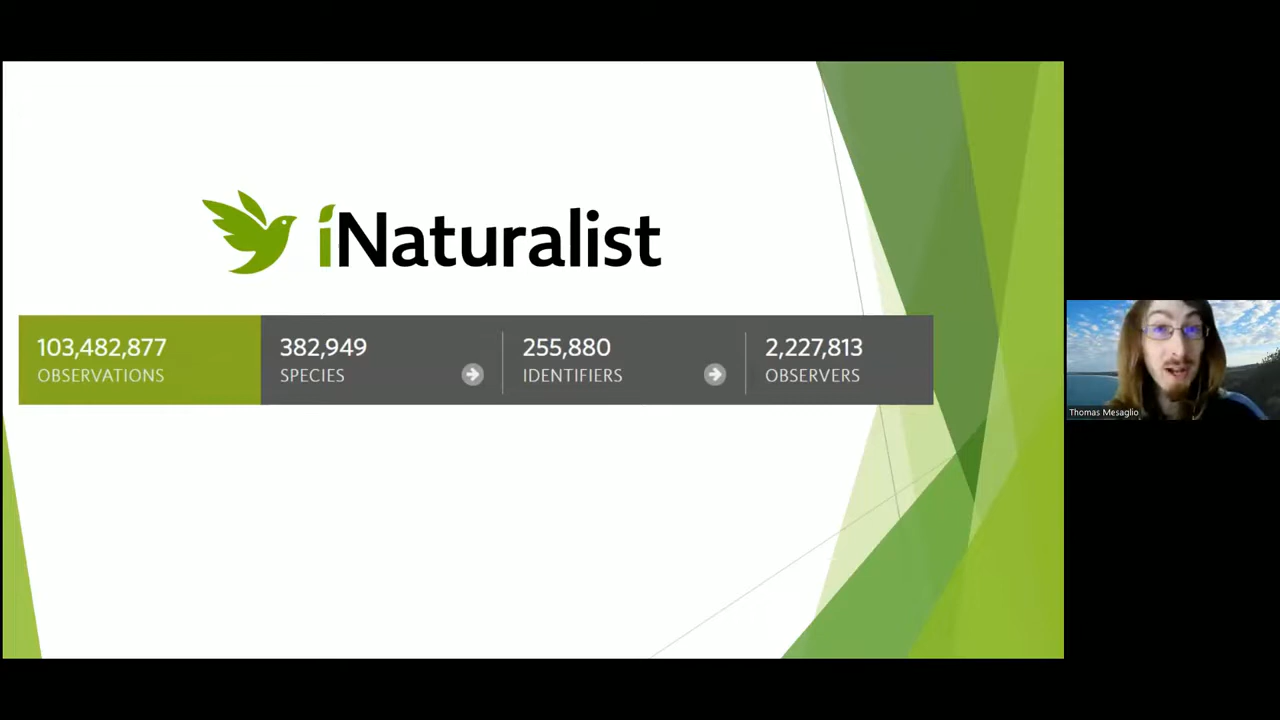 iNaturalist
103,482,877
OBSERVATIONS
382,949
SPECIES
255,880
IDENTIFIERS
2,227,813
OBSERVERS
Thomas Mesaglio